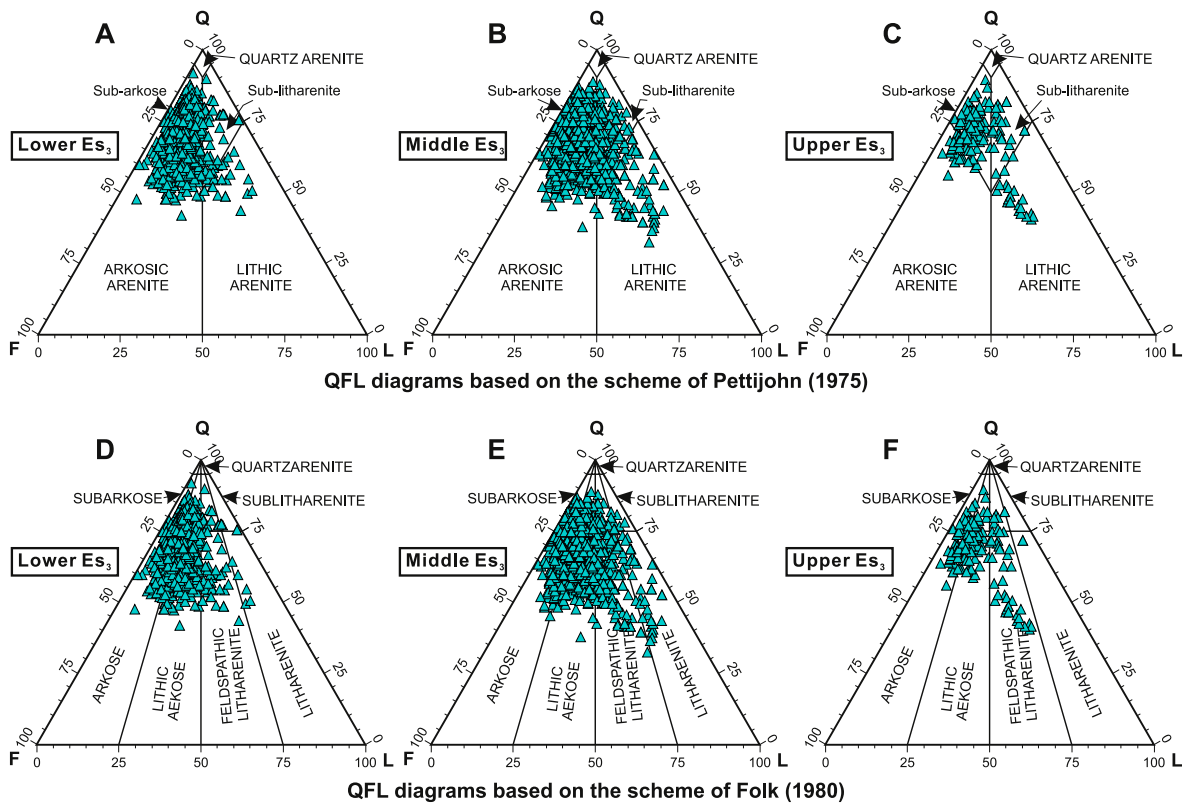 A
Q
0
100
QUARTZ ARENITE
Sub-arkose
Sub-litharenite
25
75
Lower Es₃
50
50
75
25
ARKOSIC
ARENITE
LITHIC
ARENITE
100
0
F
0
25
50
75
100
L
B
Q
0
100
QUARTZ ARENITE
Sub-arkose
Sub-litharenite
25
75
Middle Es₃
50
50
75
25
ARKOSIC
ARENITE
LITHIC
ARENITE
100
0
F
0
25
50
75
100
L
C
Q
0
100
QUARTZ ARENITE
Sub-arkose
Sub-litharenite
25
75
Upper Es₃
50
50
75
25
ARKOSIC
ARENITE
LITHIC
ARENITE
100
0
F
0
25
50
75
100
L
QFL diagrams based on the scheme of Pettijohn (1975)
D
Q
0
100
QUARTZARENITE
SUBARKOSE
SUBLITHARENITE
25
75
Lower Es₃
50
50
75
25
ARKOSE
LITHIC
AEKOSE
FELDSPATHIC
LITHARENITE
LITHARENITE
100
0
F
0
25
50
75
100
L
E
Q
0
100
QUARTZARENITE
SUBARKOSE
SUBLITHARENITE
25
75
Middle Es₃
50
50
75
25
ARKOSE
LITHIC
AEKOSE
FELDSPATHIC
LITHARENITE
LITHARENITE
100
0
F
0
25
50
75
100
L
F
Q
0
100
QUARTZARENITE
SUBARKOSE
SUBLITHARENITE
25
75
Upper Es₃
50
50
75
25
ARKOSE
LITHIC
AEKOSE
FELDSPATHIC
LITHARENITE
LITHARENITE
100
0
F
0
25
50
75
100
L
QFL diagrams based on the scheme of Folk (1980)